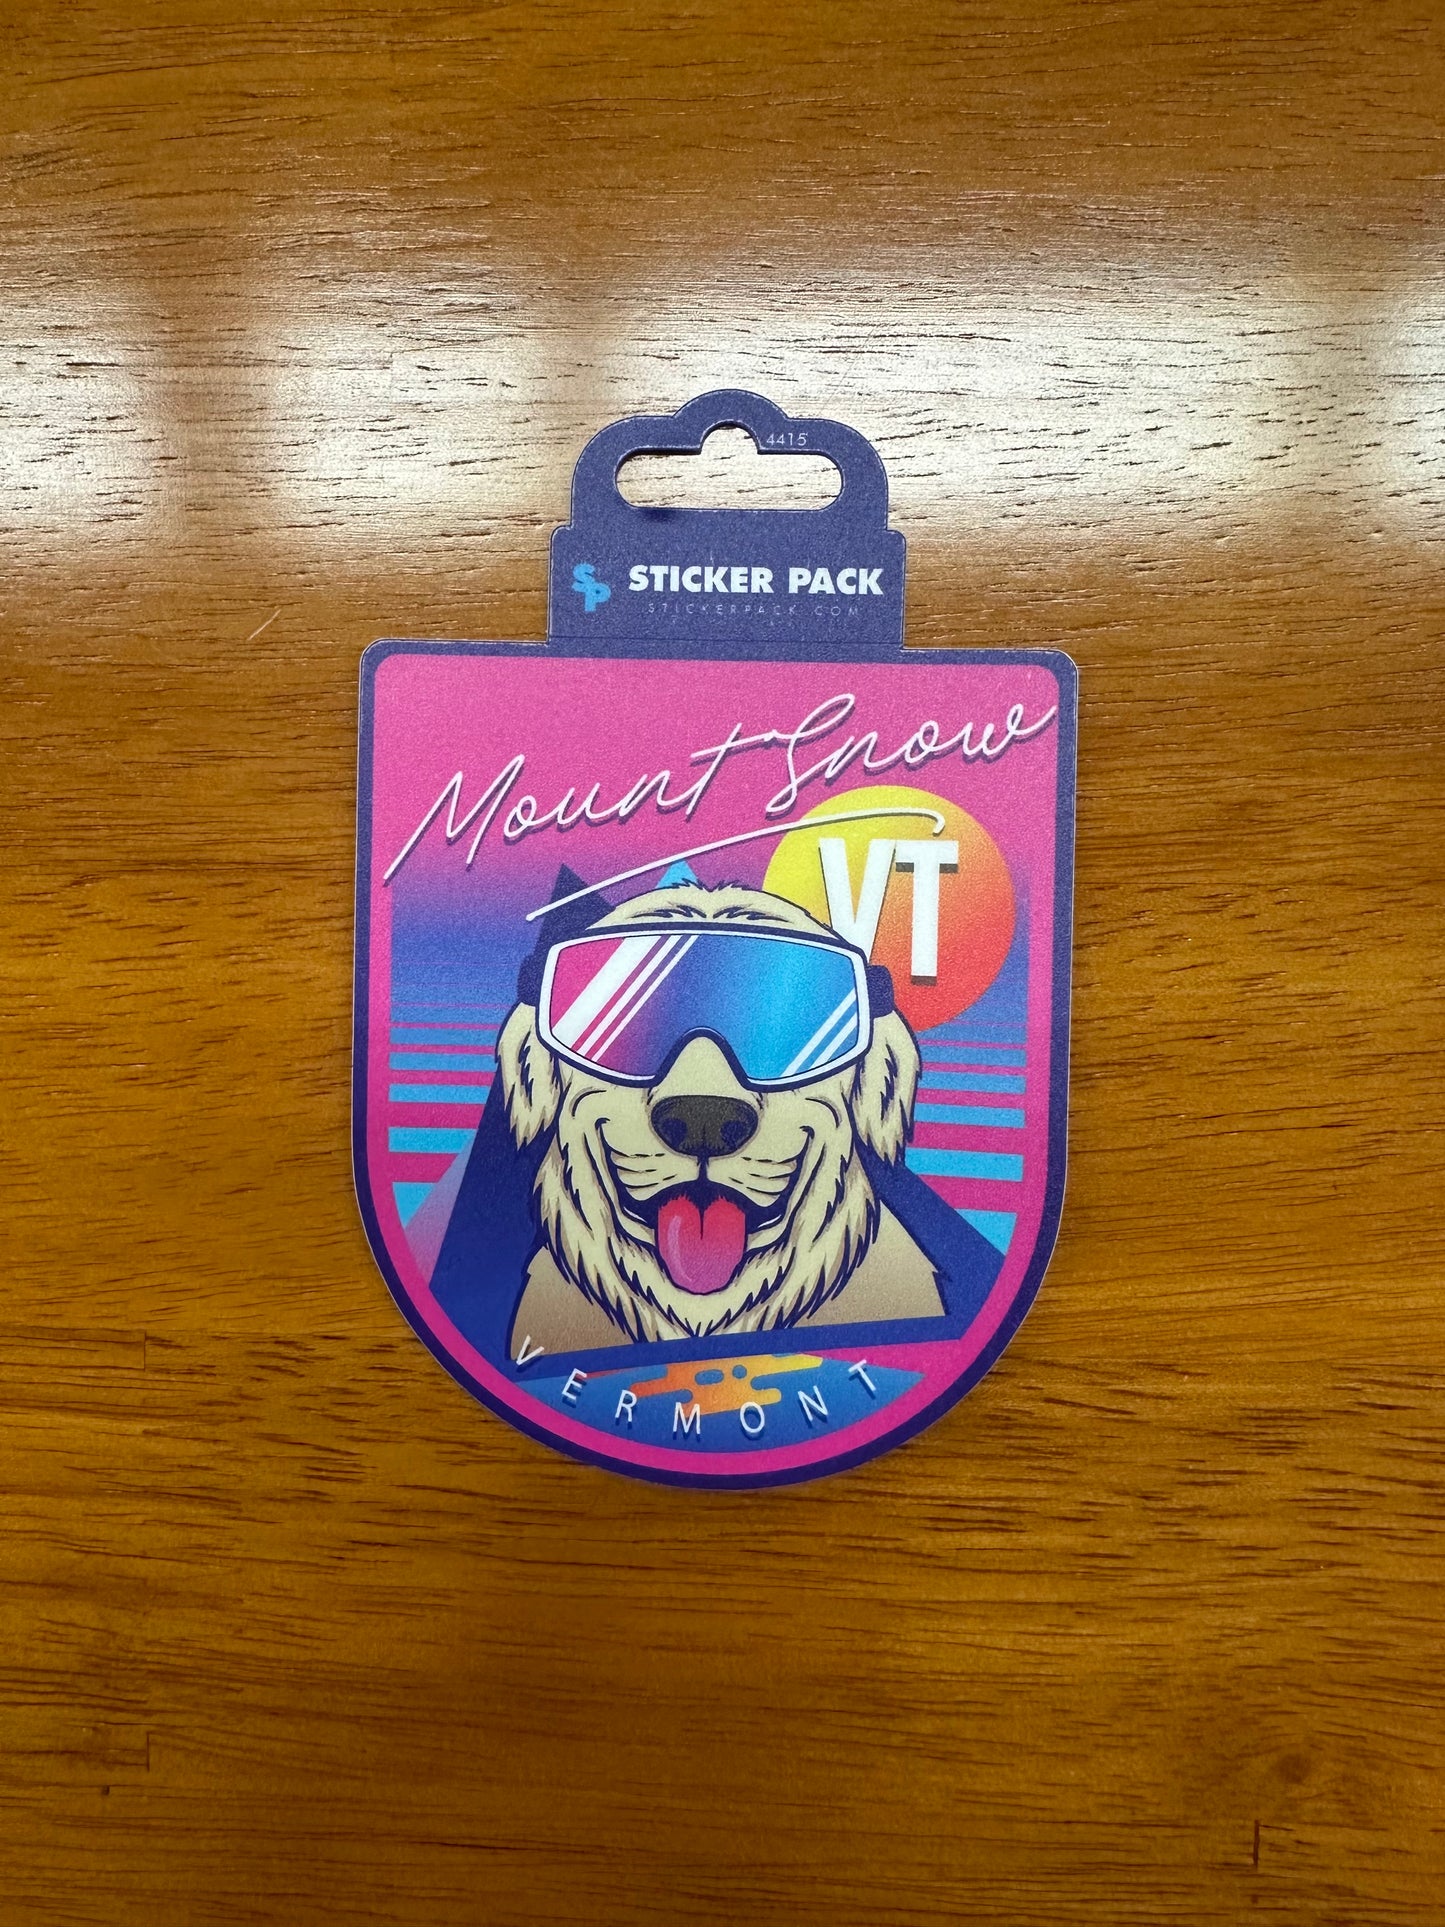 4415
SP STICKER PACK
STICKERPACK.COM
Mount Snow
VT
VERMONT